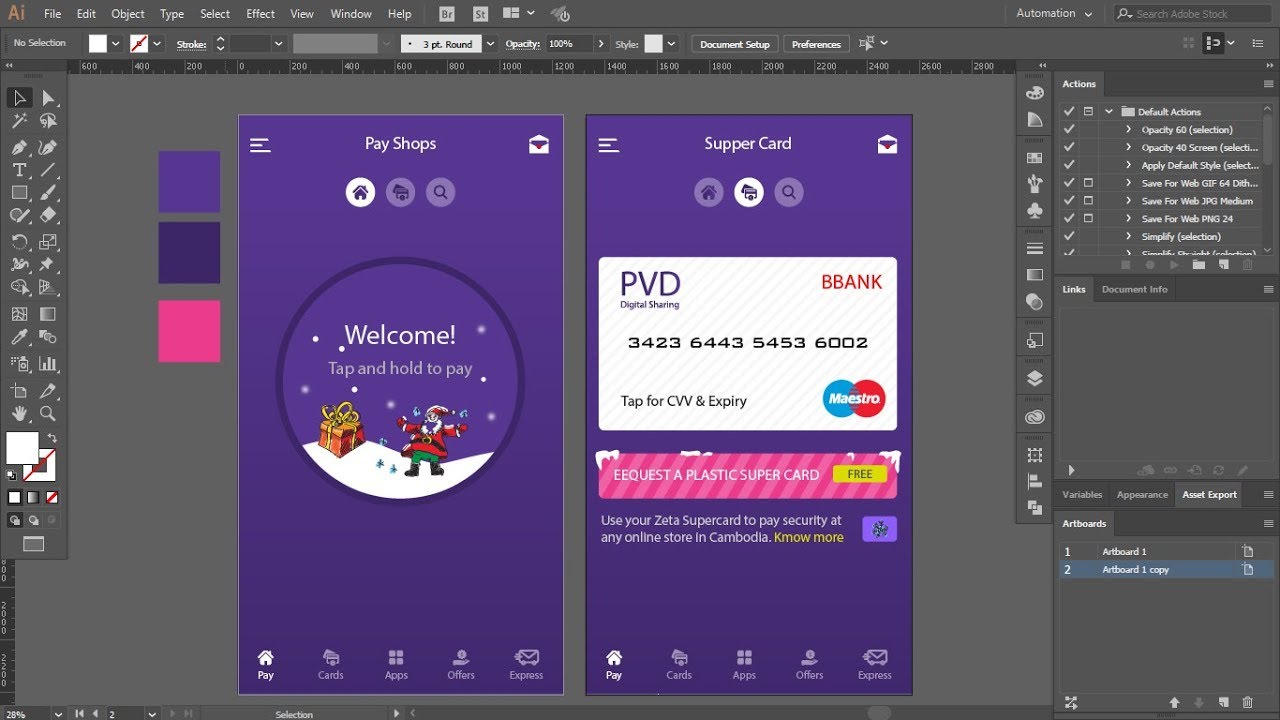 Ai File Edit Object Type Select Effect View Window Help Br St Automation Search Adobe Stock
No Selection Stroke: 3 pt. Round Opacity: 100% Style: Document Setup Preferences
600 400 200 0 200 400 600 800 1000 1200 1400 1600 1800 2000 2200 2400 2600 2800
Pay Shops
Welcome!
Tap and hold to pay
Pay Cards Apps Offers Express
Supper Card
PVD
Digital Sharing
BBANK
3423 6443 5453 6002
Tap for CVV & Expiry
Maestro
EEQUEST A PLASTIC SUPER CARD FREE
Use your Zeta Supercard to pay security at
any online store in Cambodia. Kmow more
Pay Cards Apps Offers Express
Actions
Default Actions
Opacity 60 (selection)
Opacity 40 Screen (selecti...
Apply Default Style (select...
Save For Web GIF 64 Dith...
Save For Web JPG Medium
Save For Web PNG 24
Simplify (selection)
Links Document Info
Variables Appearance Asset Export
Artboards
1 Artboard 1
2 Artboard 1 copy
28% 2 Selection